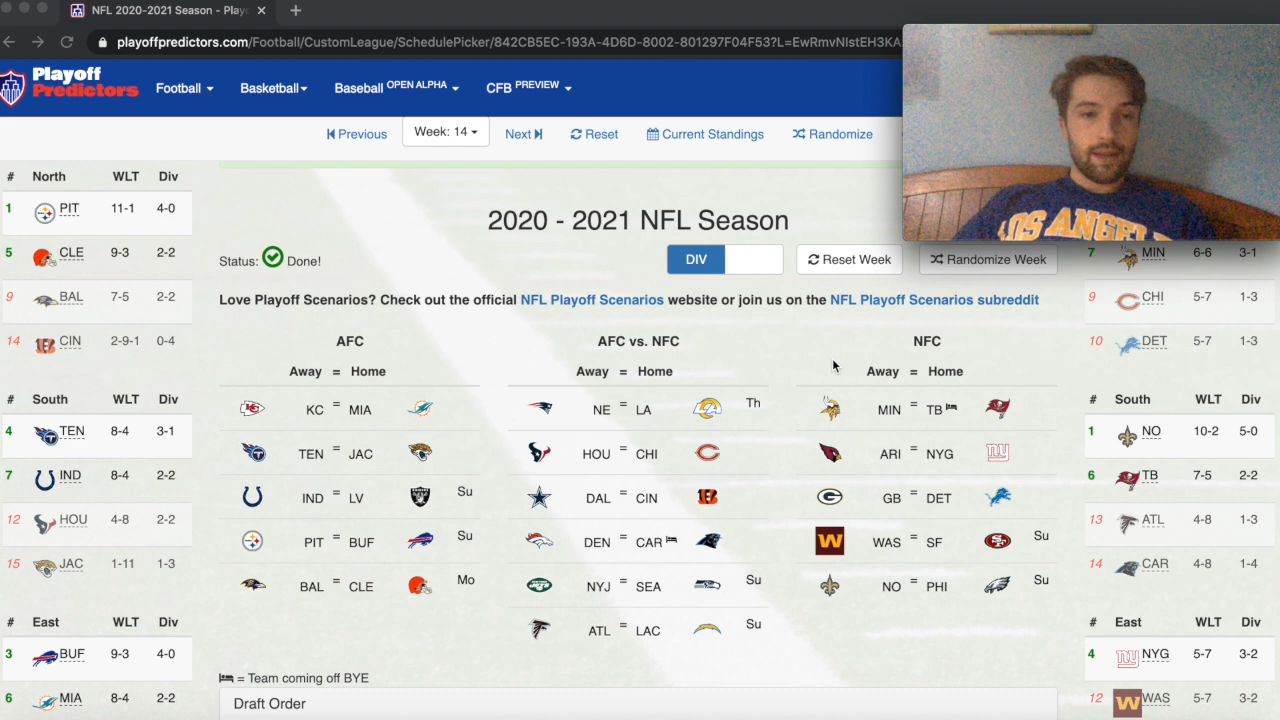 NFL 2020-2021 Season - Playo
playoffpredictors.com/Football/CustomLeague/SchedulePicker/842CB5EC-193A-4D6D-8002-801297F04F53?L=EwRmvNIstEH3KA
Playoff Predictors Football Basketball Baseball OPEN ALPHA CFB PREVIEW
Previous Week: 14 Next Reset Current Standings Randomize
# North WLT Div
1 PIT 11-1 4-0
5 CLE 9-3 2-2
9 BAL 7-5 2-2
14 CIN 2-9-1 0-4
# South WLT Div
4 TEN 8-4 3-1
7 IND 8-4 2-2
12 HOU 4-8 2-2
15 JAC 1-11 1-3
# East WLT Div
3 BUF 9-3 4-0
6 MIA 8-4 2-2
2020 - 2021 NFL Season
Status: Done! DIV Reset Week Randomize Week
Love Playoff Scenarios? Check out the official NFL Playoff Scenarios website or join us on the NFL Playoff Scenarios subreddit
AFC
Away = Home
KC = MIA
TEN = JAC
IND = LV Su
PIT = BUF Su
BAL = CLE Mo
AFC vs. NFC
Away = Home
NE = LA Th
HOU = CHI
DAL = CIN
DEN = CAR
NYJ = SEA Su
ATL = LAC Su
NFC
Away = Home
MIN = TB
ARI = NYG
GB = DET
WAS = SF Su
NO = PHI Su
= Team coming off BYE
Draft Order
LOS ANGEL
7 MIN 6-6 3-1
9 CHI 5-7 1-3
10 DET 5-7 1-3
# South WLT Div
1 NO 10-2 5-0
6 TB 7-5 2-2
13 ATL 4-8 1-3
14 CAR 4-8 1-4
# East WLT Div
4 NYG 5-7 3-2
12 WAS 5-7 3-2